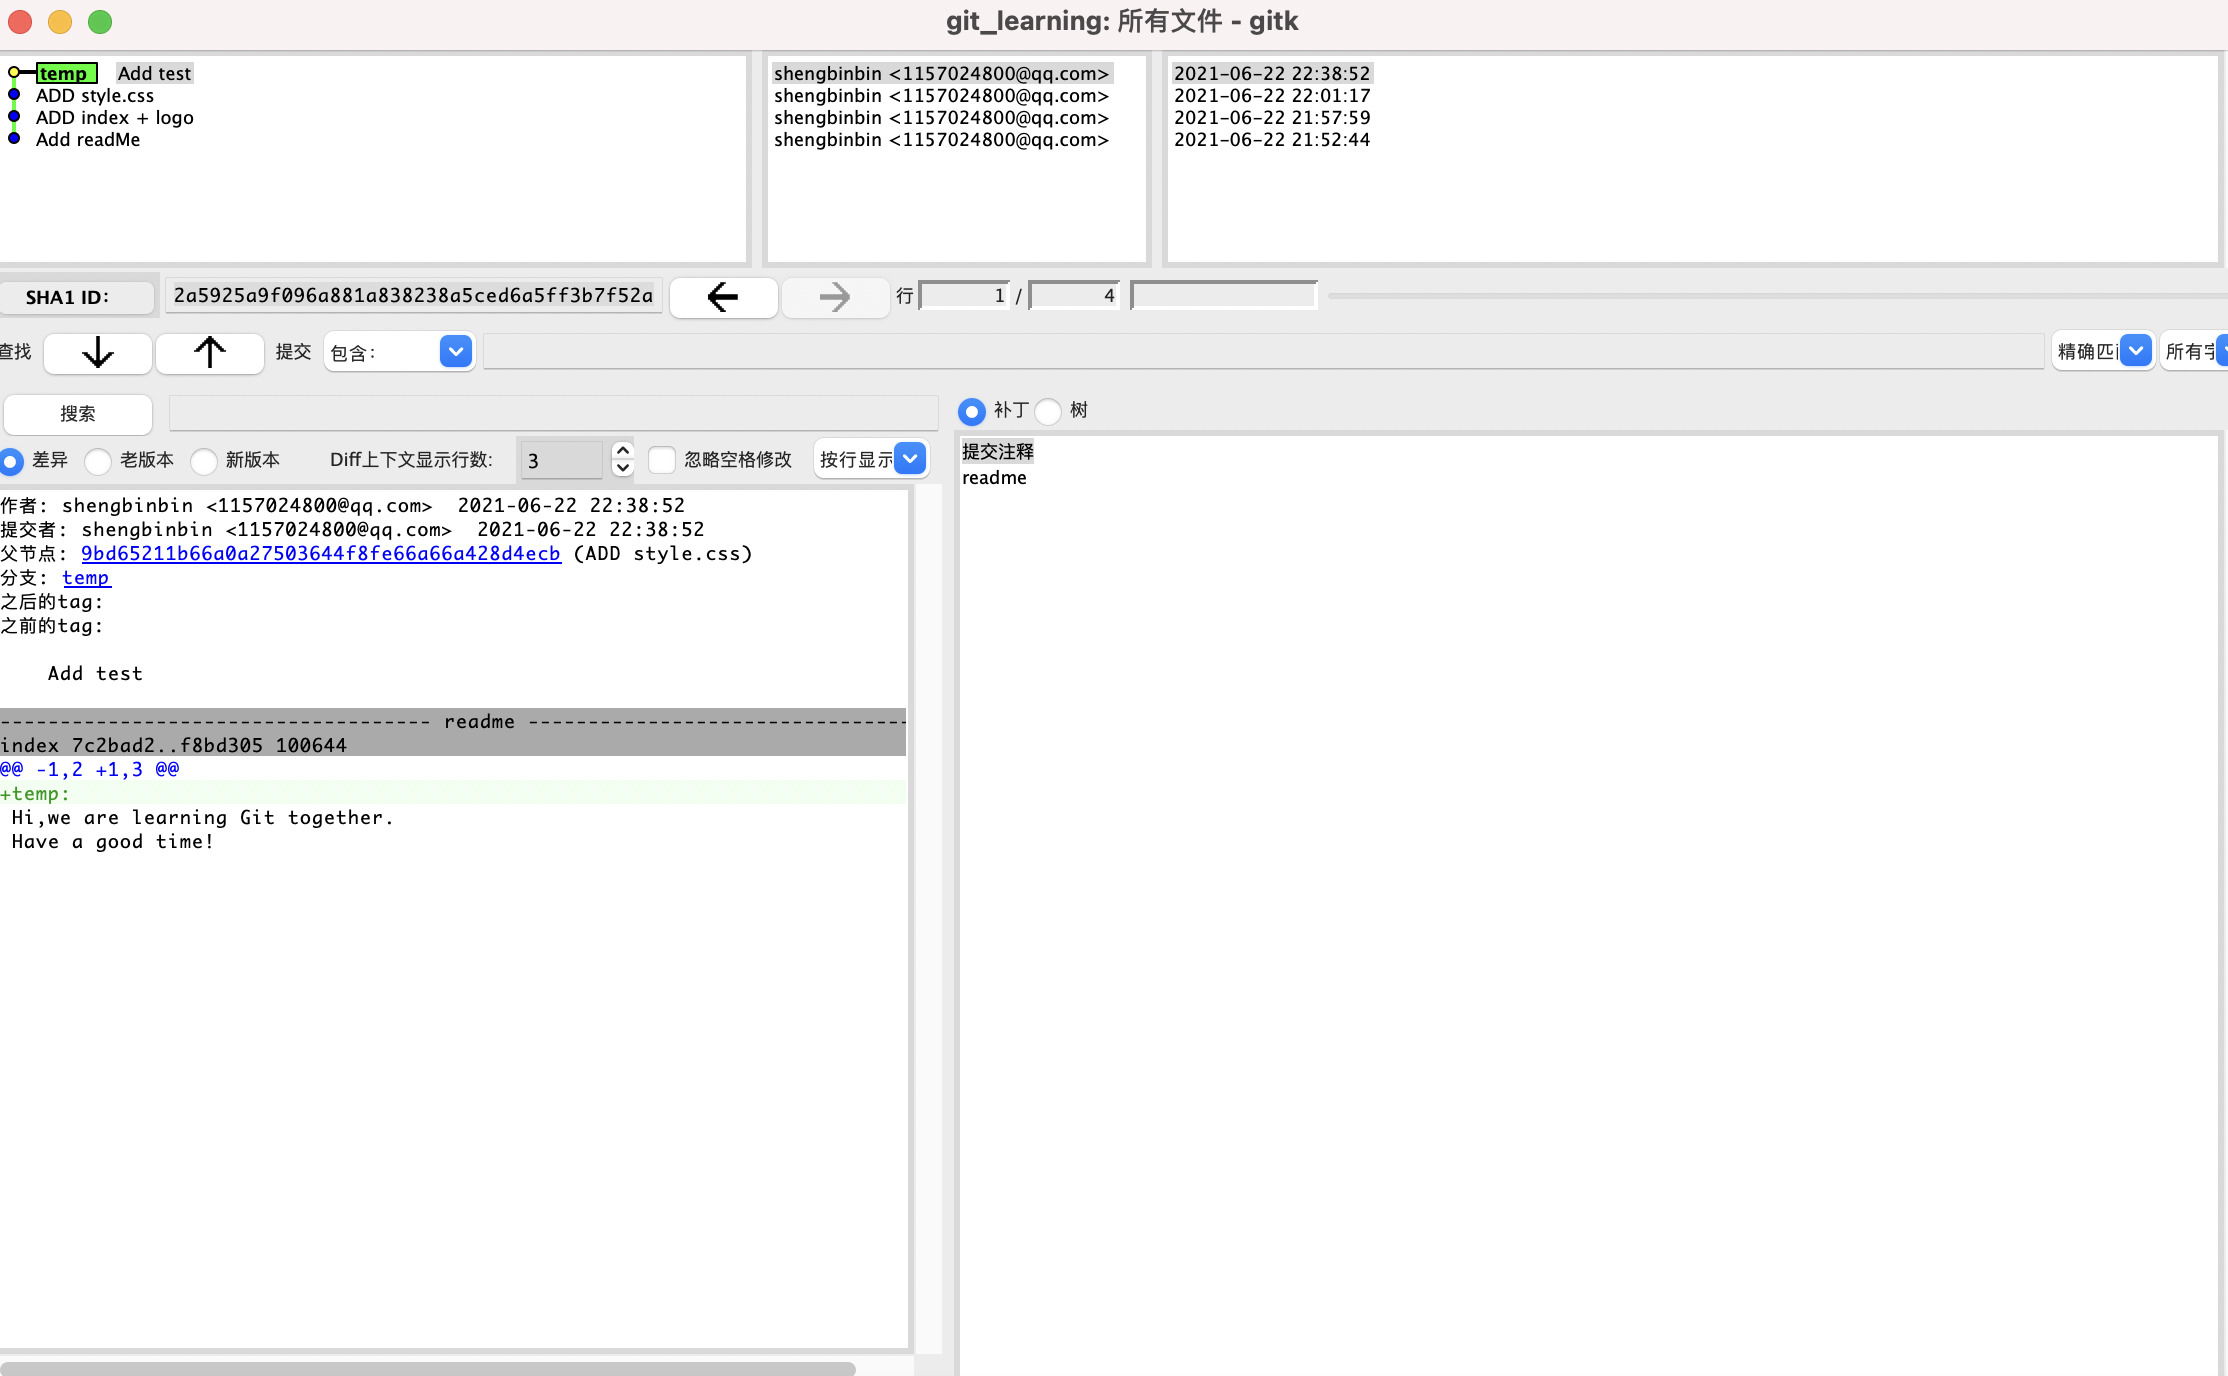 git_learning: 所有文件 - gitk
temp Add test shengbinbin <1157024800@qq.com> 2021-06-22 22:38:52
ADD style.css shengbinbin <1157024800@qq.com> 2021-06-22 22:01:17
ADD index + logo shengbinbin <1157024800@qq.com> 2021-06-22 21:57:59
Add readMe shengbinbin <1157024800@qq.com> 2021-06-22 21:52:44
SHA1 ID: 2a5925a9f096a881a838238a5ced6a5ff3b7f52a 行 1 / 4
查找 提交 包含: 精确匹 所有字
搜索 补丁 树
差异 老版本 新版本 Diff上下文显示行数: 3 忽略空格修改 按行显示
提交注释
readme
作者: shengbinbin <1157024800@qq.com> 2021-06-22 22:38:52
提交者: shengbinbin <1157024800@qq.com> 2021-06-22 22:38:52
父节点: 9bd65211b66a0a27503644f8fe66a66a428d4ecb (ADD style.css)
分支: temp
之后的tag:
之前的tag:
Add test
------------------------------------ readme --------------------------------
index 7c2bad2..f8bd305 100644
@@ -1,2 +1,3 @@
+temp:
Hi,we are learning Git together.
Have a good time!